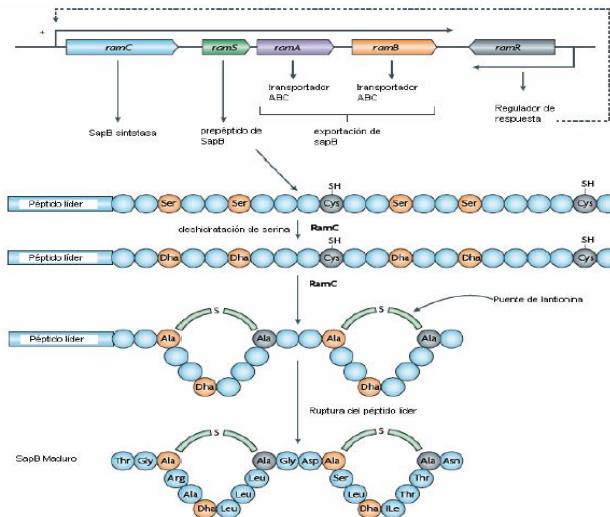 +
ramC ramS ramA ramB ramR
transportador ABC
transportador ABC
SapB sintetasa
prepéptido de SapB
exportación de sapB
Regulador de respuesta
SH SH
Péptido líder Ser Ser Cys Ser Ser Cys
deshidratación de serina RamC
SH SH
Péptido líder Dha Dha Cys Dha Dha Cys
RamC
S S
Puente de lantionina
Péptido líder Ala Ala Ala Ala
Dha Dha
Ruptura del péptido líder
S S
SapB Maduro
Thr Gly Ala Ala Gly Asp Ala Ala Asn
Arg Leu Ser Thr
Ala Leu Leu Thr
Dha Leu Dha ILe